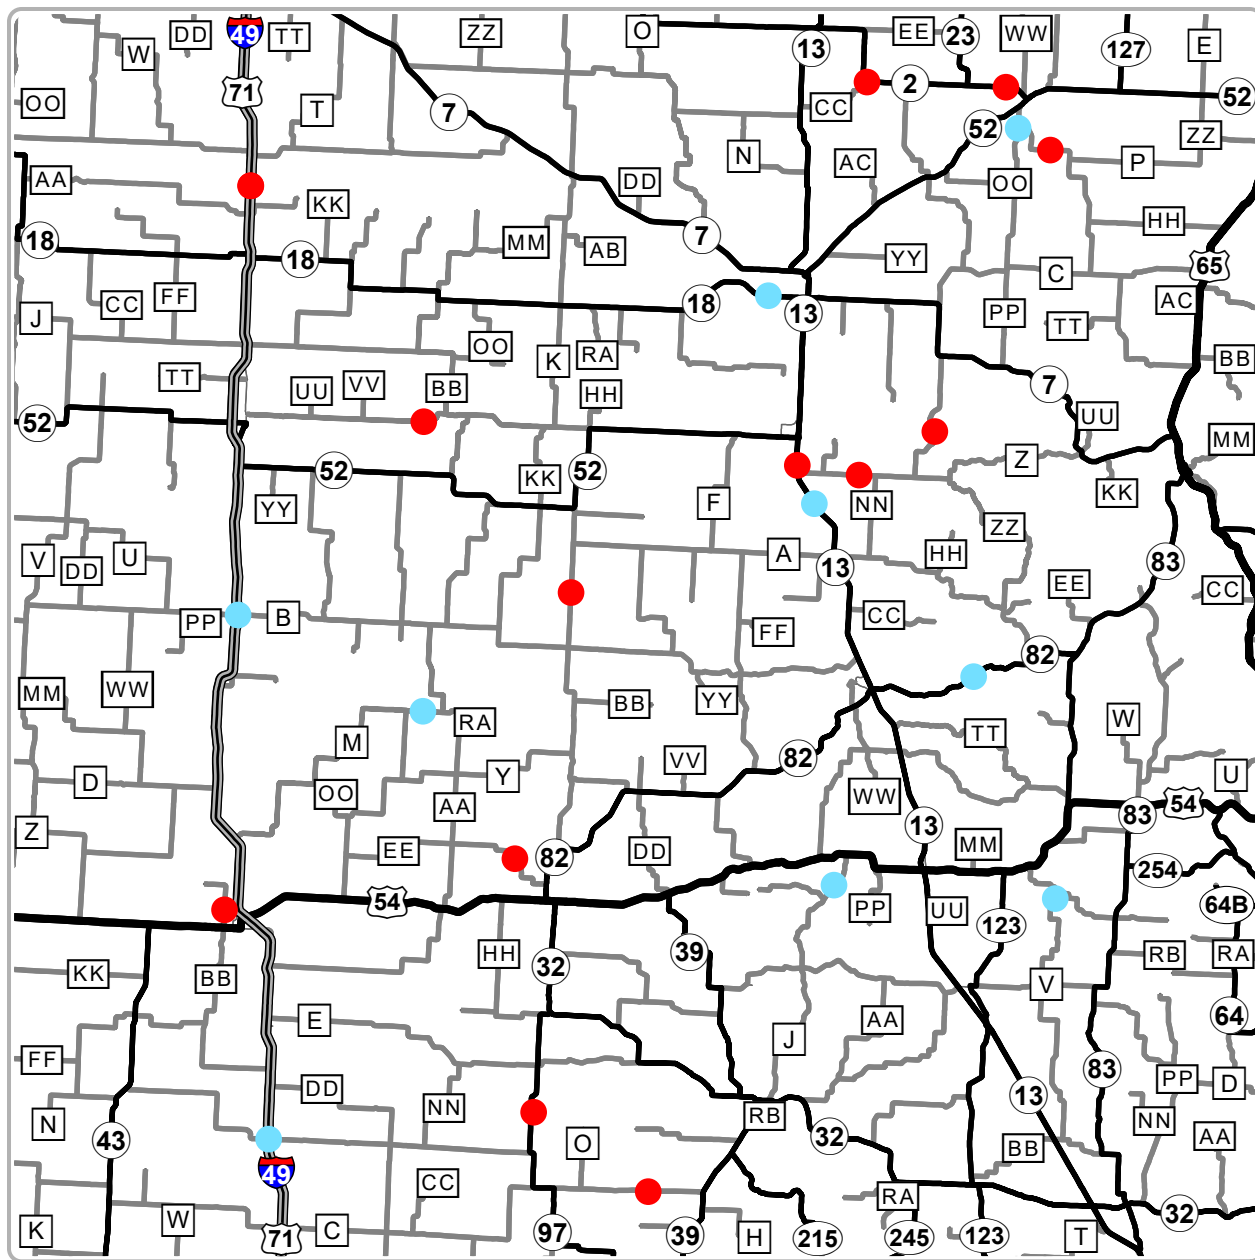 DD
49
TT
W
ZZ
O
13
EE
23
WW
127
E
71
OO
T
7
CC
2
52
52
ZZ
N
AC
P
AA
DD
OO
KK
HH
18
18
7
MM
AB
YY
65
C
CC
FF
J
18
13
PP
TT
AC
OO
K
RA
BB
TT
UU
VV
BB
HH
7
52
UU
MM
52
KK
52
Z
KK
YY
F
NN
ZZ
V
DD
U
A
13
HH
83
EE
CC
PP
B
FF
CC
82
MM
WW
BB
YY
RA
M
TT
W
82
VV
Y
D
OO
AA
WW
U
54
83
13
Z
EE
82
DD
MM
254
54
PP
UU
123
64B
HH
39
32
RB
RA
KK
BB
V
E
AA
64
J
FF
DD
83
PP
D
NN
13
N
RB
NN
43
O
32
BB
AA
49
CC
RA
K
W
71
C
97
39
H
215
245
123
T
32